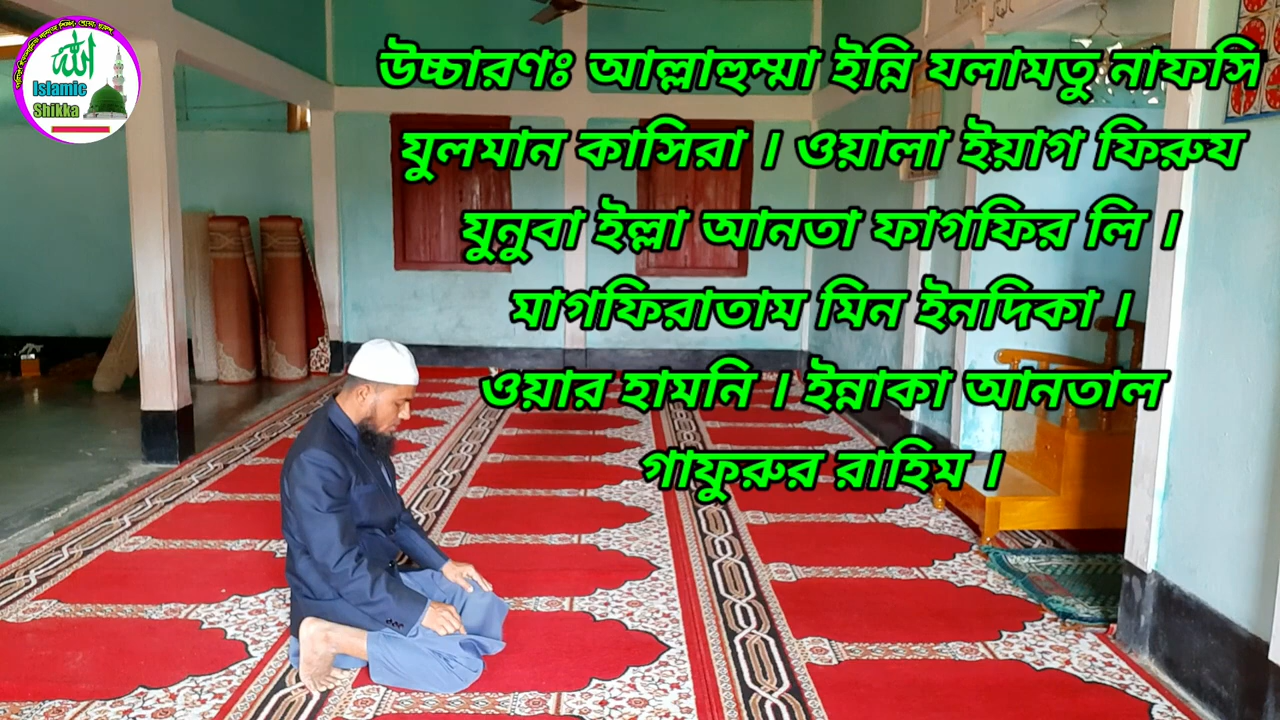 الله
Islamic
Shikka
উচ্চারণঃ আল্লাহুম্মা ইন্নি যলামতু নাফসি
যুলমান কাসিরা । ওয়ালা ইয়াগ ফিরুয
যুনুবা ইল্লা আনতা ফাগফির লি ।
মাগফিরাতাম মিন ইনদিকা ।
ওয়ার হামনি । ইন্নাকা আনতাল
গাফুরুর রাহিম ।